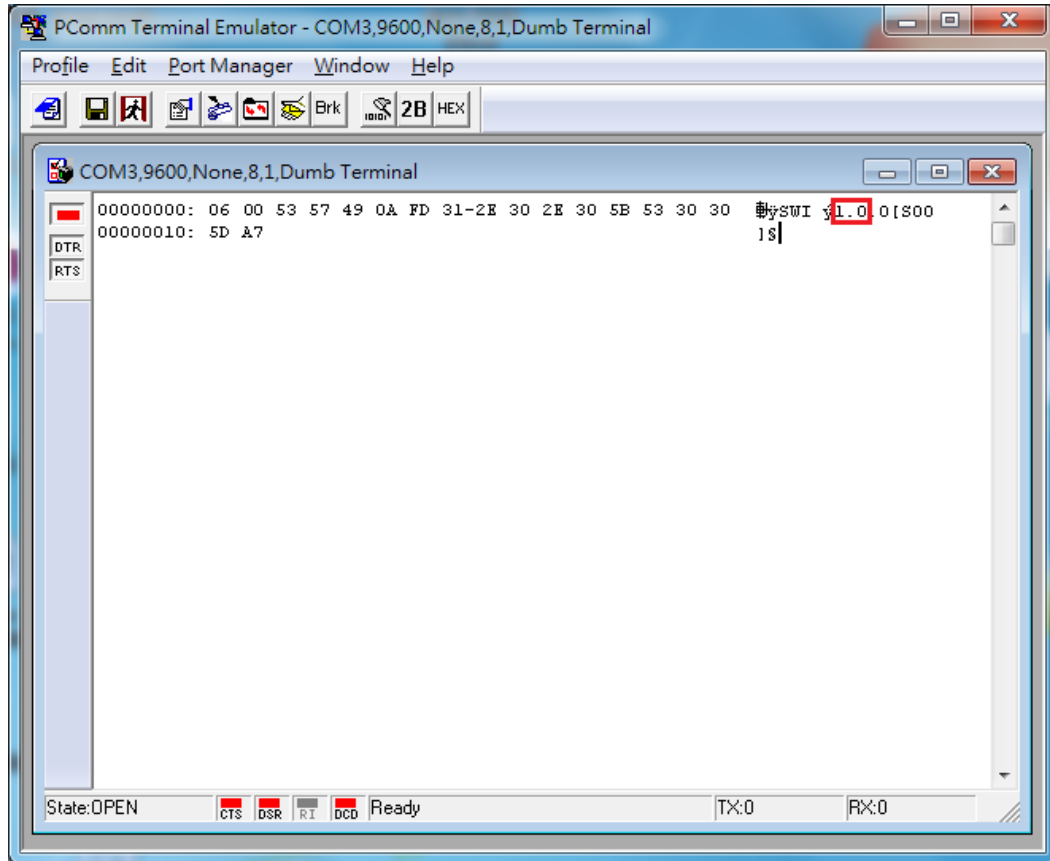 PComm Terminal Emulator - COM3,9600,None,8,1,Dumb Terminal
Profile Edit Port Manager Window Help
Brk 2B HEX
COM3,9600,None,8,1,Dumb Terminal
00000000: 06 00 53 57 49 0A FD 31-2E 30 2E 30 5B 53 30 30 SWI ý1.0.0[S00
DTR
00000010: 5D A7 ]§
RTS
State:OPEN CTS DSR RI DCD Ready TX:0 RX:0